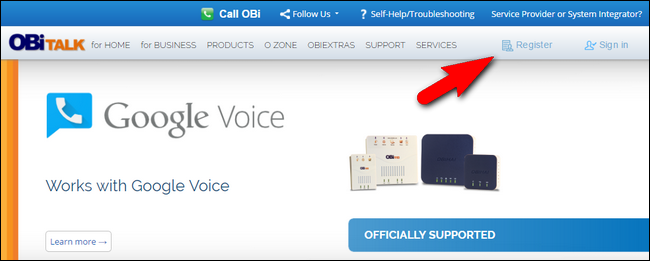 Call OBi Follow Us ? Self-Help/Troubleshooting Service Provider or System Integrator?
OBiTALK for HOME for BUSINESS PRODUCTS O ZONE OBIEXTRAS SUPPORT SERVICES Register Sign in
Google Voice
OBiTALK
Works with Google Voice
Learn more →
OFFICIALLY SUPPORTED